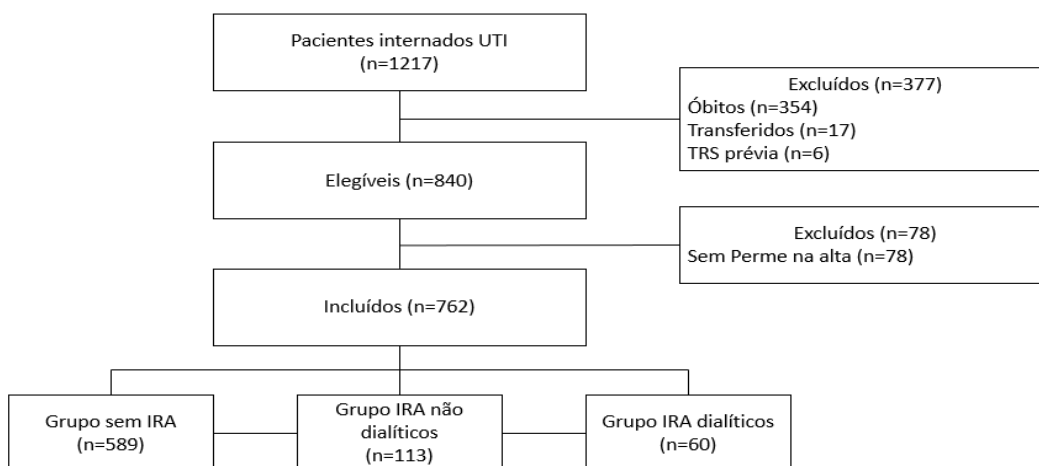 Pacientes internados UTI
(n=1217)
Excluídos (n=377)
Óbitos (n=354)
Transferidos (n=17)
TRS prévia (n=6)
Elegíveis (n=840)
Excluídos (n=78)
Sem Perme na alta (n=78)
Incluídos (n=762)
Grupo sem IRA
(n=589)
Grupo IRA não
dialíticos
(n=113)
Grupo IRA dialíticos
(n=60)